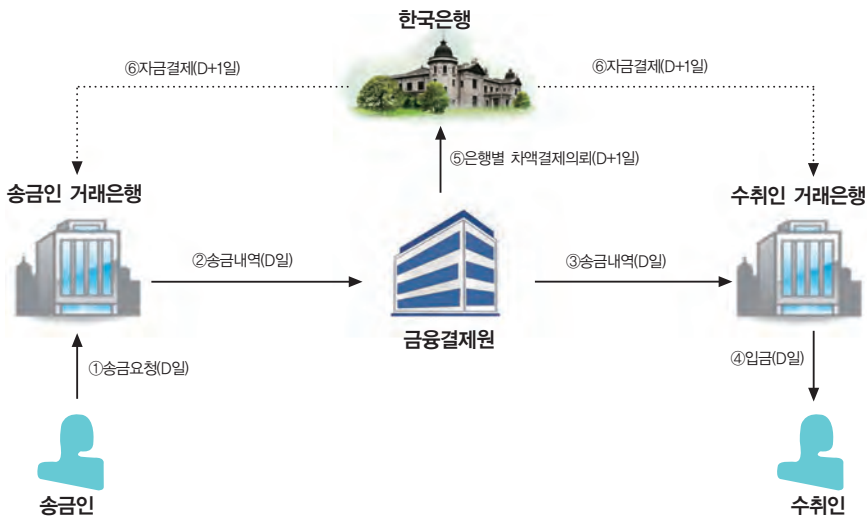 한국은행
⑥자금결제(D+1일)
⑥자금결제(D+1일)
⑤은행별 차액결제의뢰(D+1일)
송금인 거래은행
수취인 거래은행
②송금내역(D일)
③송금내역(D일)
금융결제원
①송금요청(D일)
④입금(D일)
송금인
수취인